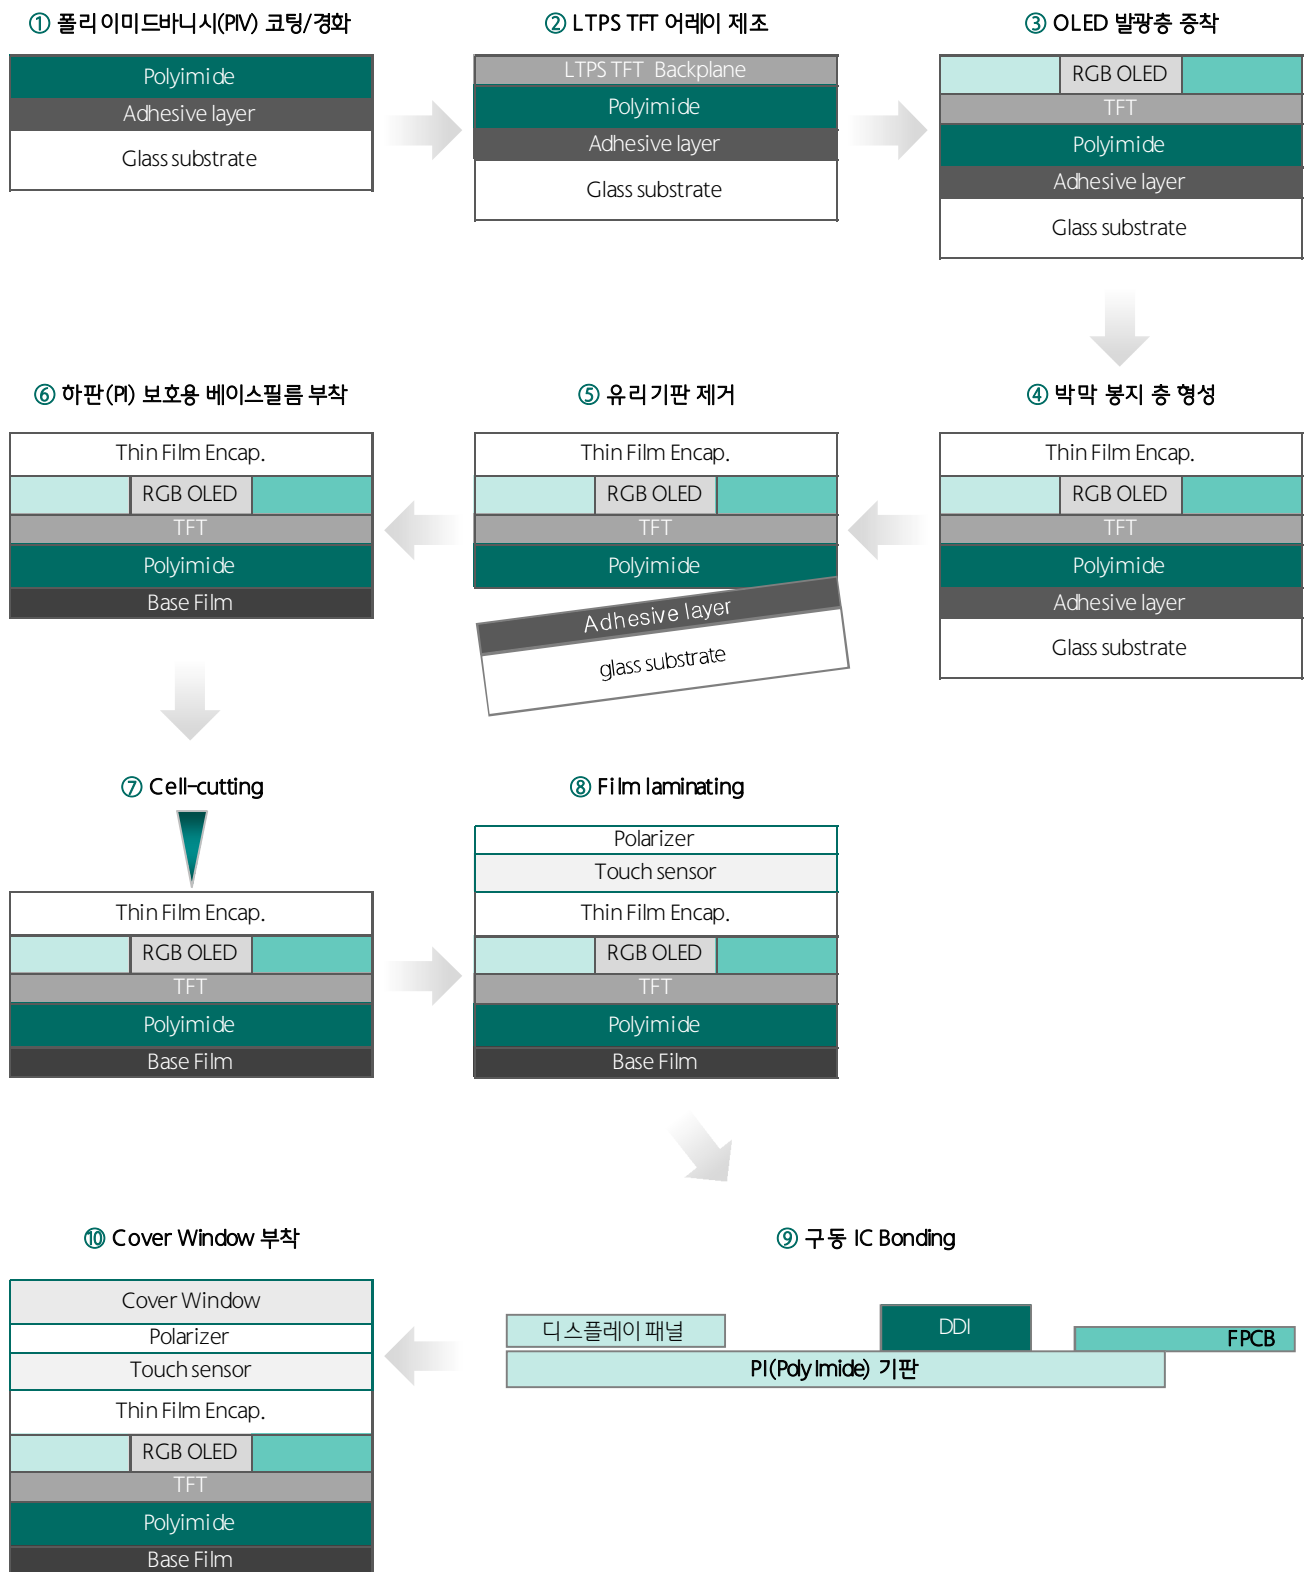 ① 폴리이미드바니시(PIV) 코팅/경화
Polyimide
Adhesive layer
Glass substrate
② LTPS TFT 어레이 제조
LTPS TFT Backplane
Polyimide
Adhesive layer
Glass substrate
③ OLED 발광층 증착
RGB OLED
TFT
Polyimide
Adhesive layer
Glass substrate
④ 박막 봉지 층 형성
Thin Film Encap.
RGB OLED
TFT
Polyimide
Adhesive layer
Glass substrate
⑤ 유리기판 제거
Thin Film Encap.
RGB OLED
TFT
Polyimide
Adhesive layer
glass substrate
⑥ 하판(PI) 보호용 베이스필름 부착
Thin Film Encap.
RGB OLED
TFT
Polyimide
Base Film
⑦ Cell-cutting
Thin Film Encap.
RGB OLED
TFT
Polyimide
Base Film
⑧ Film laminating
Polarizer
Touch sensor
Thin Film Encap.
RGB OLED
TFT
Polyimide
Base Film
⑨ 구동 IC Bonding
디스플레이 패널
DDI
FPCB
PI(Poly Imide) 기판
⑩ Cover Window 부착
Cover Window
Polarizer
Touch sensor
Thin Film Encap.
RGB OLED
TFT
Polyimide
Base Film